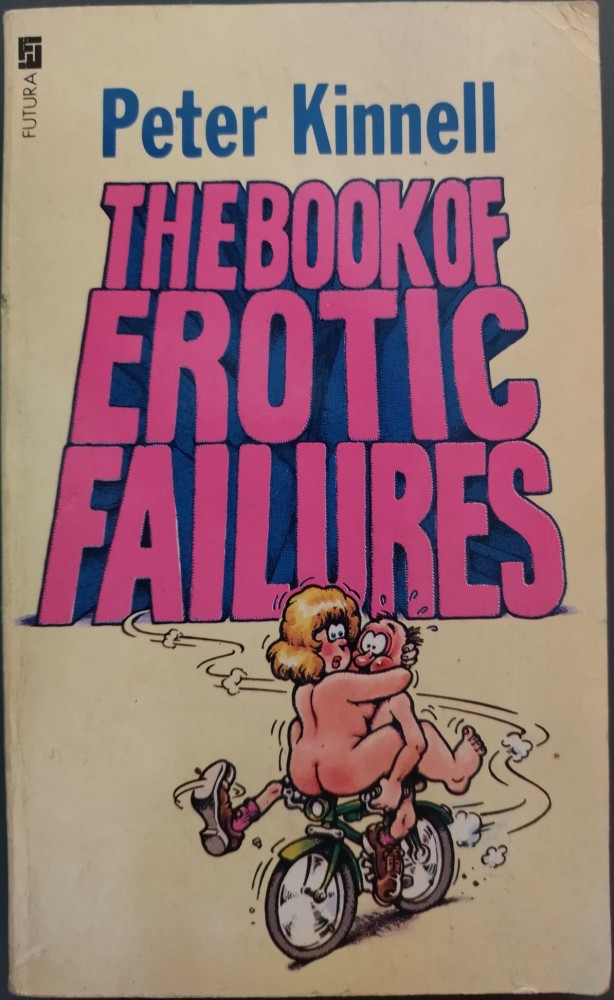 FUTURA
Peter Kinnell
THE BOOK OF
EROTIC
FAILURES